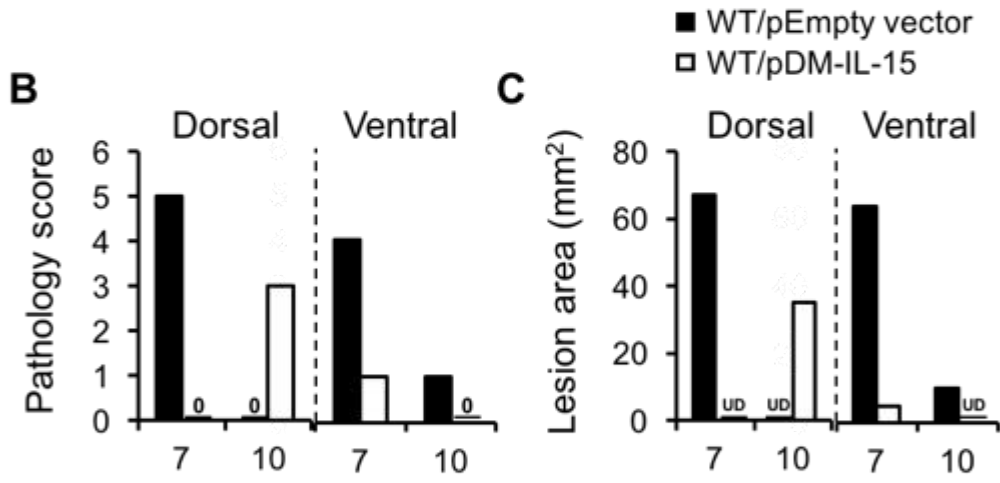 WT/pEmpty vector
WT/pDM-IL-15
B
Dorsal
Ventral
Pathology score
6
5
4
3
2
1
0
0
0
0
7
10
7
10
C
Dorsal
Ventral
Lesion area (mm²)
80
60
40
20
0
UD
UD
UD
7
10
7
10